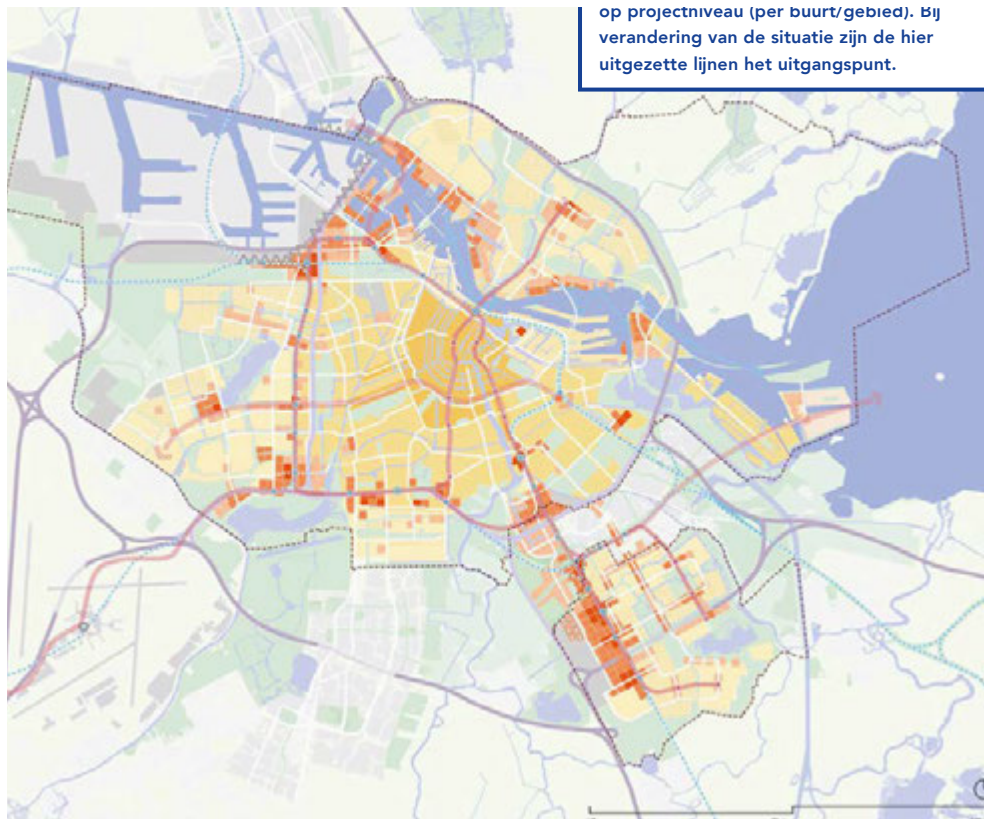 op projectniveau (per buurt/gebied). Bij
verandering van de situatie zijn de hier
uitgezette lijnen het uitgangspunt.